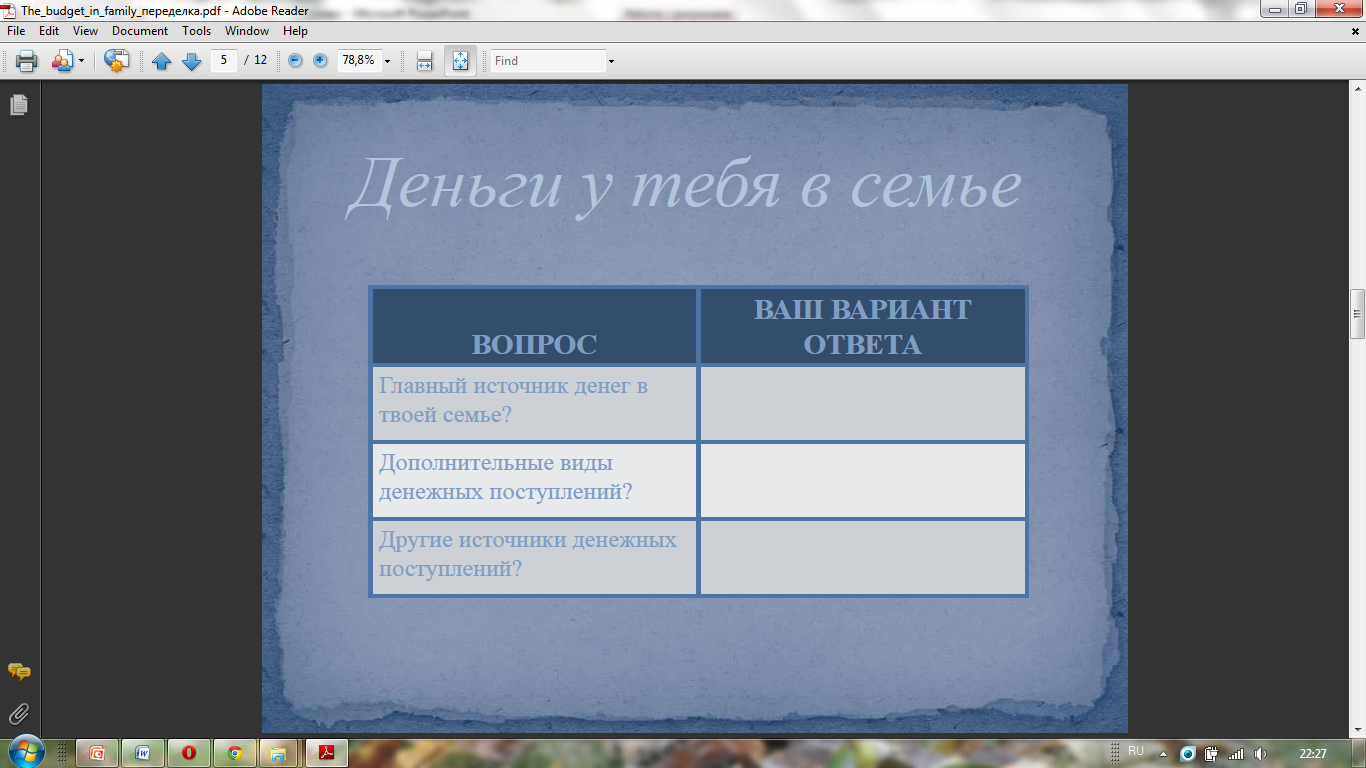 The_budget_in_family_переделка.pdf - Adobe Reader
File Edit View Document Tools Window Help
5 / 12 78,8% Find
Деньги у тебя в семье
ВОПРОС
ВАШ ВАРИАНТ
ОТВЕТА
Главный источник денег в
твоей семье?
Дополнительные виды
денежных поступлений?
Другие источники денежных
поступлений?
RU 22:27